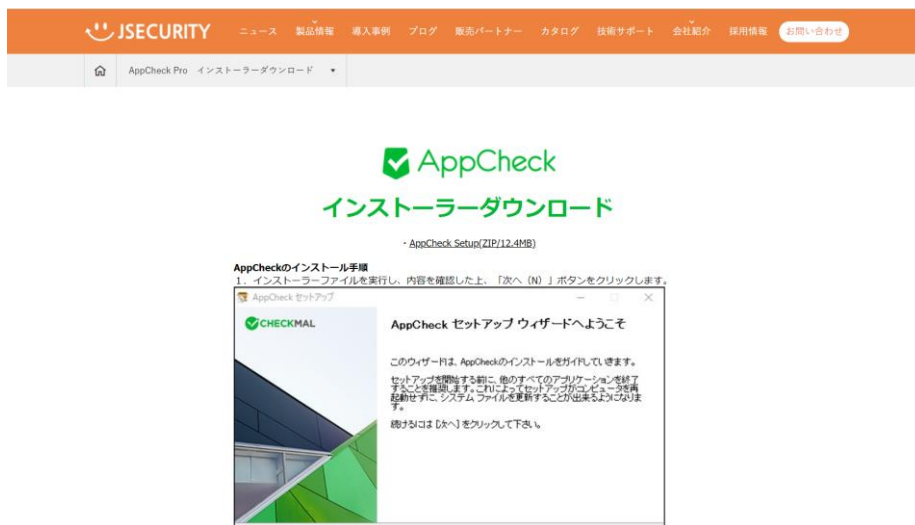 JSECURITY
ニュース 製品情報 導入事例 ブログ 販売パートナー カタログ 技術サポート 会社紹介 採用情報 お問い合わせ
AppCheck Pro インストーラーダウンロード
AppCheck
インストーラーダウンロード
・AppCheck Setup(ZIP/12.4MB)
AppCheckのインストール手順
1. インストーラーファイルを実行し、内容を確認した上、「次へ（N）」ボタンをクリックします。
AppCheck セットアップ
CHECKMAL
AppCheck セットアップ ウィザードへようこそ
このウィザードは、AppCheckのインストールをガイドしていきます。
セットアップを開始する前に、他のすべてのアプリケーションを終了
することを推奨します。これによってセットアップがコンピュータを再
起動せずに、システム ファイルを更新することが出来るようになりま
す。
続けるには [次へ] をクリックして下さい。